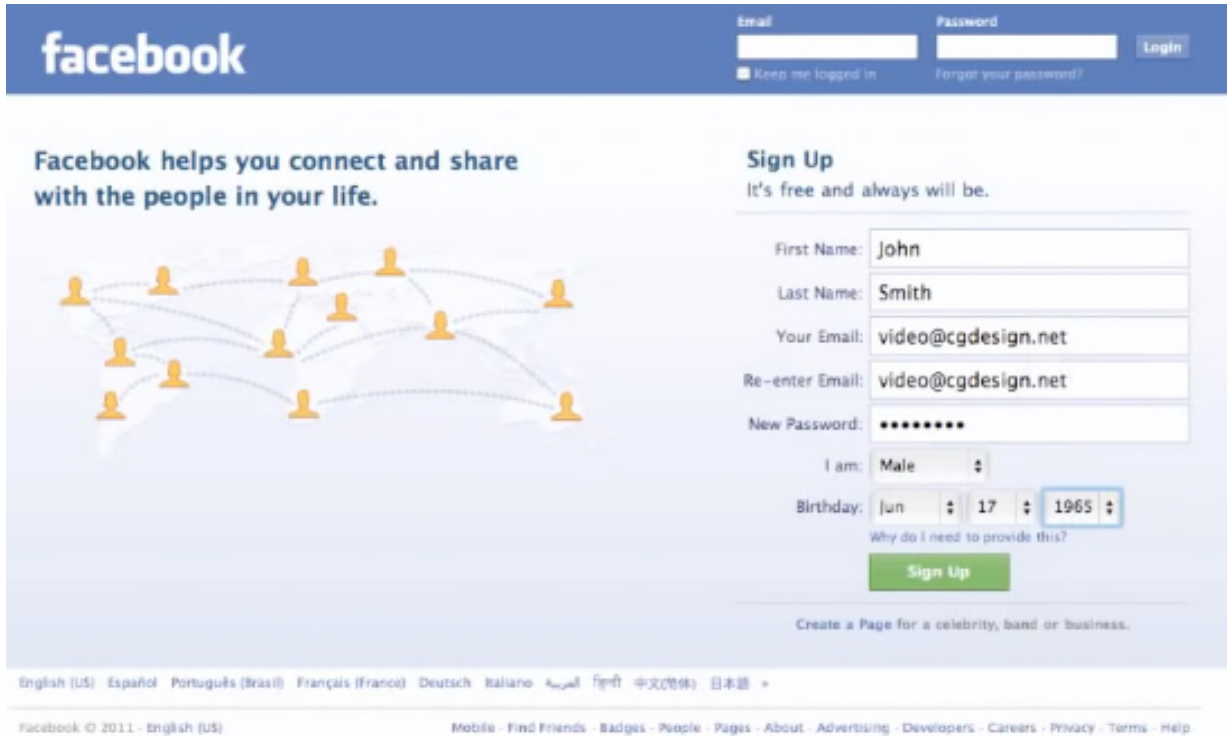 facebook
Email Password
Login
Keep me logged in Forgot your password?
Facebook helps you connect and share
with the people in your life.
Sign Up
It's free and always will be.
First Name: John
Last Name: Smith
Your Email: video@cgdesign.net
Re-enter Email: video@cgdesign.net
New Password: ••••••••
I am: Male
Birthday: Jun 17 1965
Why do I need to provide this?
Sign Up
Create a Page for a celebrity, band or business.
English (US) Español Português (Brasil) Français (France) Deutsch Italiano العربية हिन्दी 中文(简体) 日本語 »
Facebook © 2011 · English (US)
Mobile · Find Friends · Badges · People · Pages · About · Advertising · Developers · Careers · Privacy · Terms · Help